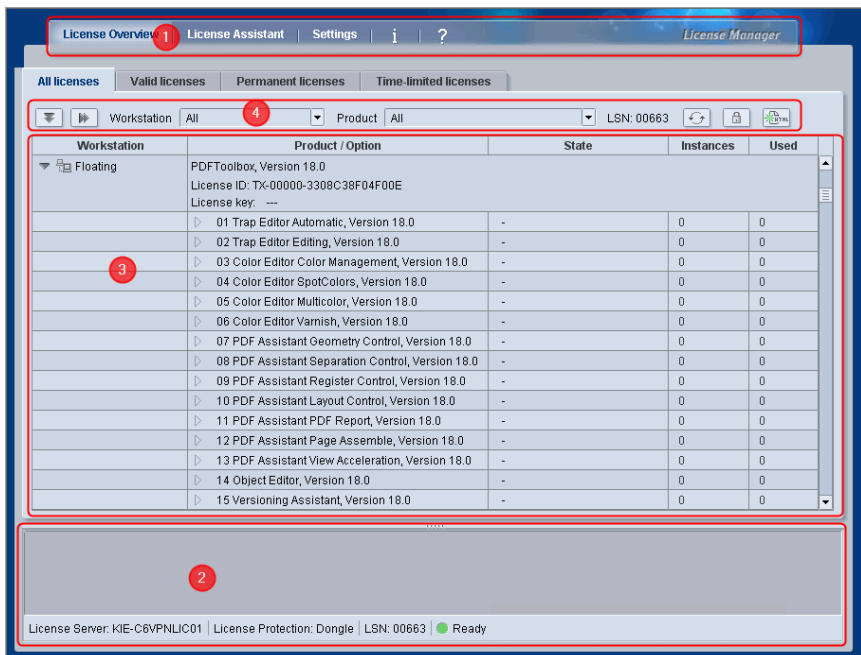 License Overview 1 License Assistant Settings i ? License Manager
All licenses Valid licenses Permanent licenses Time-limited licenses
Workstation All 4 Product All LSN: 00663 HTML
Workstation Product / Option State Instances Used
Floating PDFToolbox, Version 18.0
License ID: TX-00000-3308C38F04F00E
License key: ---
01 Trap Editor Automatic, Version 18.0 - 0 0
02 Trap Editor Editing, Version 18.0 - 0 0
3 03 Color Editor Color Management, Version 18.0 - 0 0
04 Color Editor SpotColors, Version 18.0 - 0 0
05 Color Editor Multicolor, Version 18.0 - 0 0
06 Color Editor Varnish, Version 18.0 - 0 0
07 PDF Assistant Geometry Control, Version 18.0 - 0 0
08 PDF Assistant Separation Control, Version 18.0 - 0 0
09 PDF Assistant Register Control, Version 18.0 - 0 0
10 PDF Assistant Layout Control, Version 18.0 - 0 0
11 PDF Assistant PDF Report, Version 18.0 - 0 0
12 PDF Assistant Page Assemble, Version 18.0 - 0 0
13 PDF Assistant View Acceleration, Version 18.0 - 0 0
14 Object Editor, Version 18.0 - 0 0
15 Versioning Assistant, Version 18.0 - 0 0
2
License Server: KIE-C6VPNLIC01 License Protection: Dongle LSN: 00663 Ready